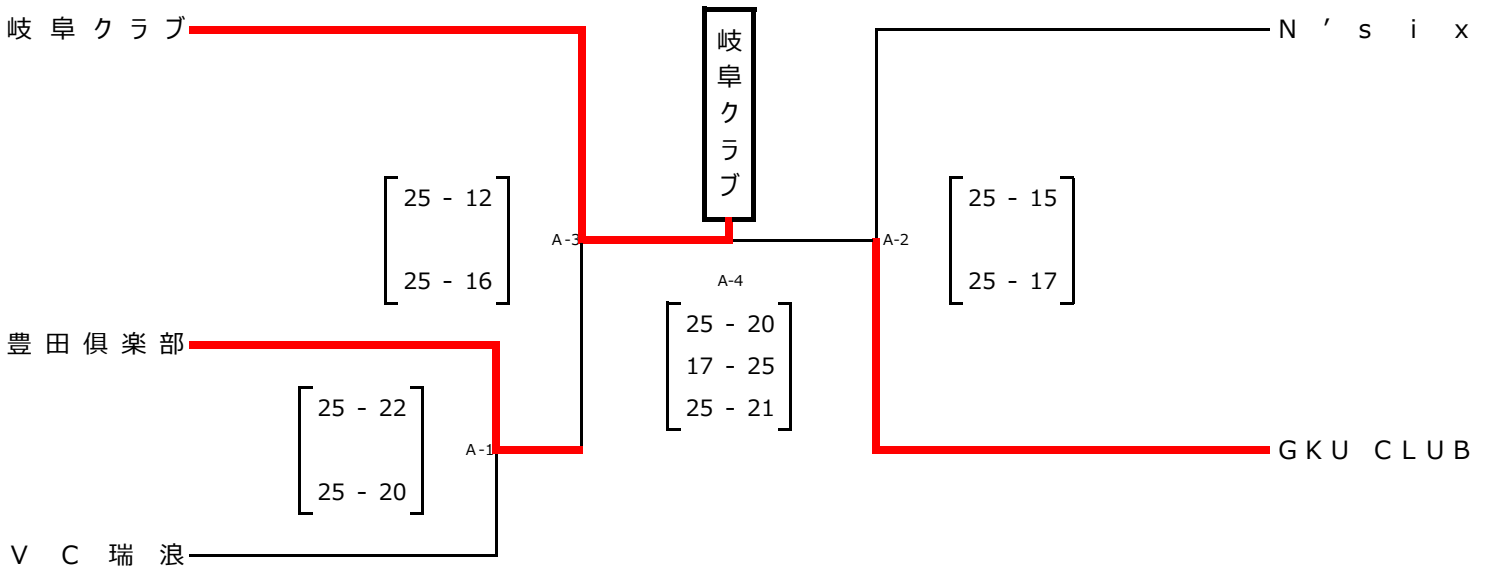 岐阜クラブ
岐阜クラブ
N’six
25 - 12
25 - 16
A-3
A-2
25 - 15
25 - 17
A-4
25 - 20
17 - 25
25 - 21
豊田倶楽部
25 - 22
25 - 20
A-1
GKU CLUB
VC瑞浪